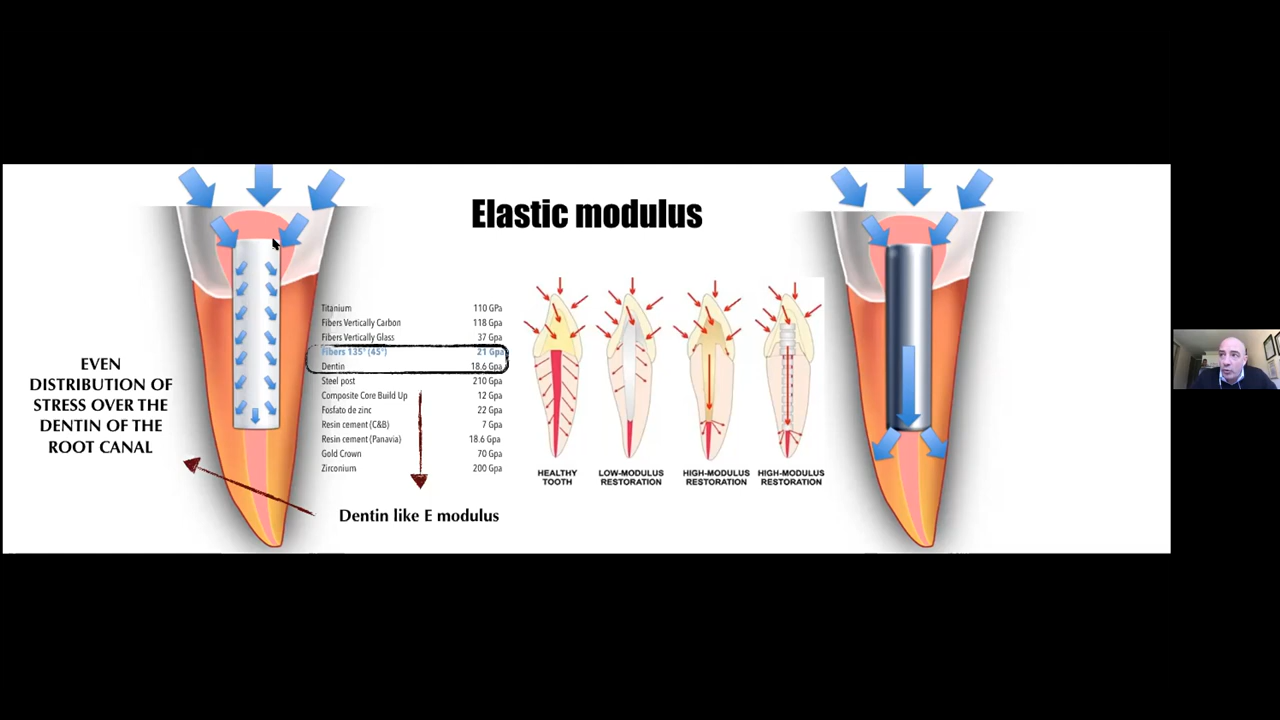 Elastic modulus
EVEN
DISTRIBUTION OF
STRESS OVER THE
DENTIN OF THE
ROOT CANAL
Titanium 110 GPa
Fibers Vertically Carbon 118 Gpa
Fibers Vertically Glass 37 Gpa
Fibers 135° (45°) 21 Gpa
Dentin 18.6 Gpa
Steel post 210 Gpa
Composite Core Build Up 12 Gpa
Fosfato de zinc 22 Gpa
Resin cement (C&B) 7 Gpa
Resin cement (Panavia) 18.6 Gpa
Gold Crown 70 Gpa
Zirconium 200 Gpa
Dentin like E modulus
HEALTHY
TOOTH
LOW-MODULUS
RESTORATION
HIGH-MODULUS
RESTORATION
HIGH-MODULUS
RESTORATION